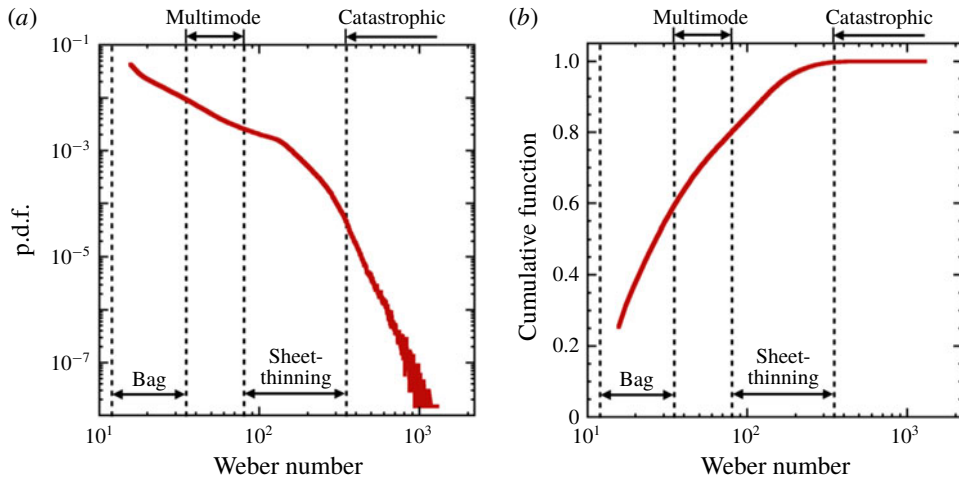 (a)
Multimode
Catastrophic
10⁻¹
10⁻³
10⁻⁵
10⁻⁷
p.d.f.
Bag
Sheet-
thinning
10¹
10²
10³
Weber number
(b)
Multimode
Catastrophic
1.0
0.8
0.6
0.4
0.2
0
Cumulative function
Bag
Sheet-
thinning
10¹
10²
10³
Weber number